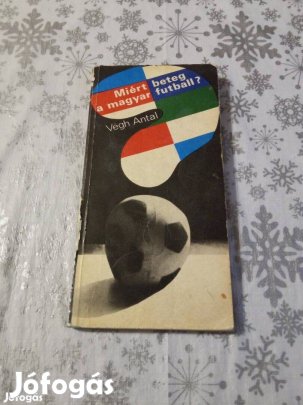 Miért beteg
a magyar futball?
Végh Antal
Jófogás
Jófogás